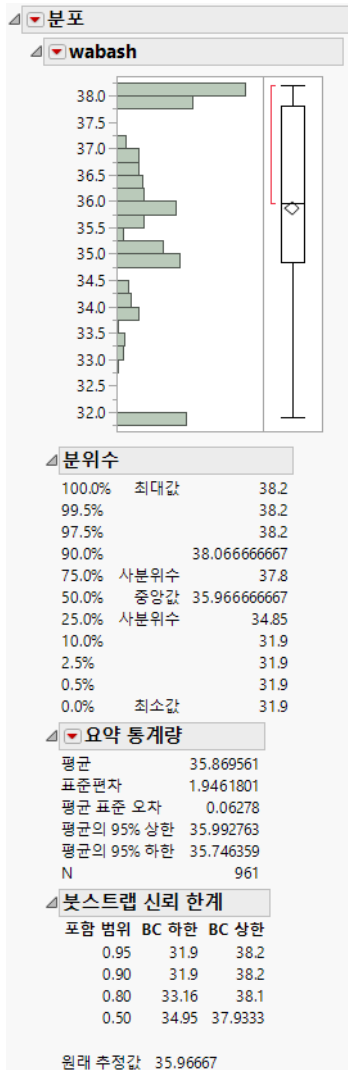 분포
wabash
38.0
37.5
37.0
36.5
36.0
35.5
35.0
34.5
34.0
33.5
33.0
32.5
32.0
분위수
100.0% 최대값 38.2
99.5% 38.2
97.5% 38.2
90.0% 38.066666667
75.0% 사분위수 37.8
50.0% 중앙값 35.966666667
25.0% 사분위수 34.85
10.0% 31.9
2.5% 31.9
0.5% 31.9
0.0% 최소값 31.9
요약 통계량
평균 35.869561
표준편차 1.9461801
평균 표준 오차 0.06278
평균의 95% 상한 35.992763
평균의 95% 하한 35.746359
N 961
붓스트랩 신뢰 한계
포함 범위 BC 하한 BC 상한
0.95 31.9 38.2
0.90 31.9 38.2
0.80 33.16 38.1
0.50 34.95 37.9333
원래 추정값 35.96667